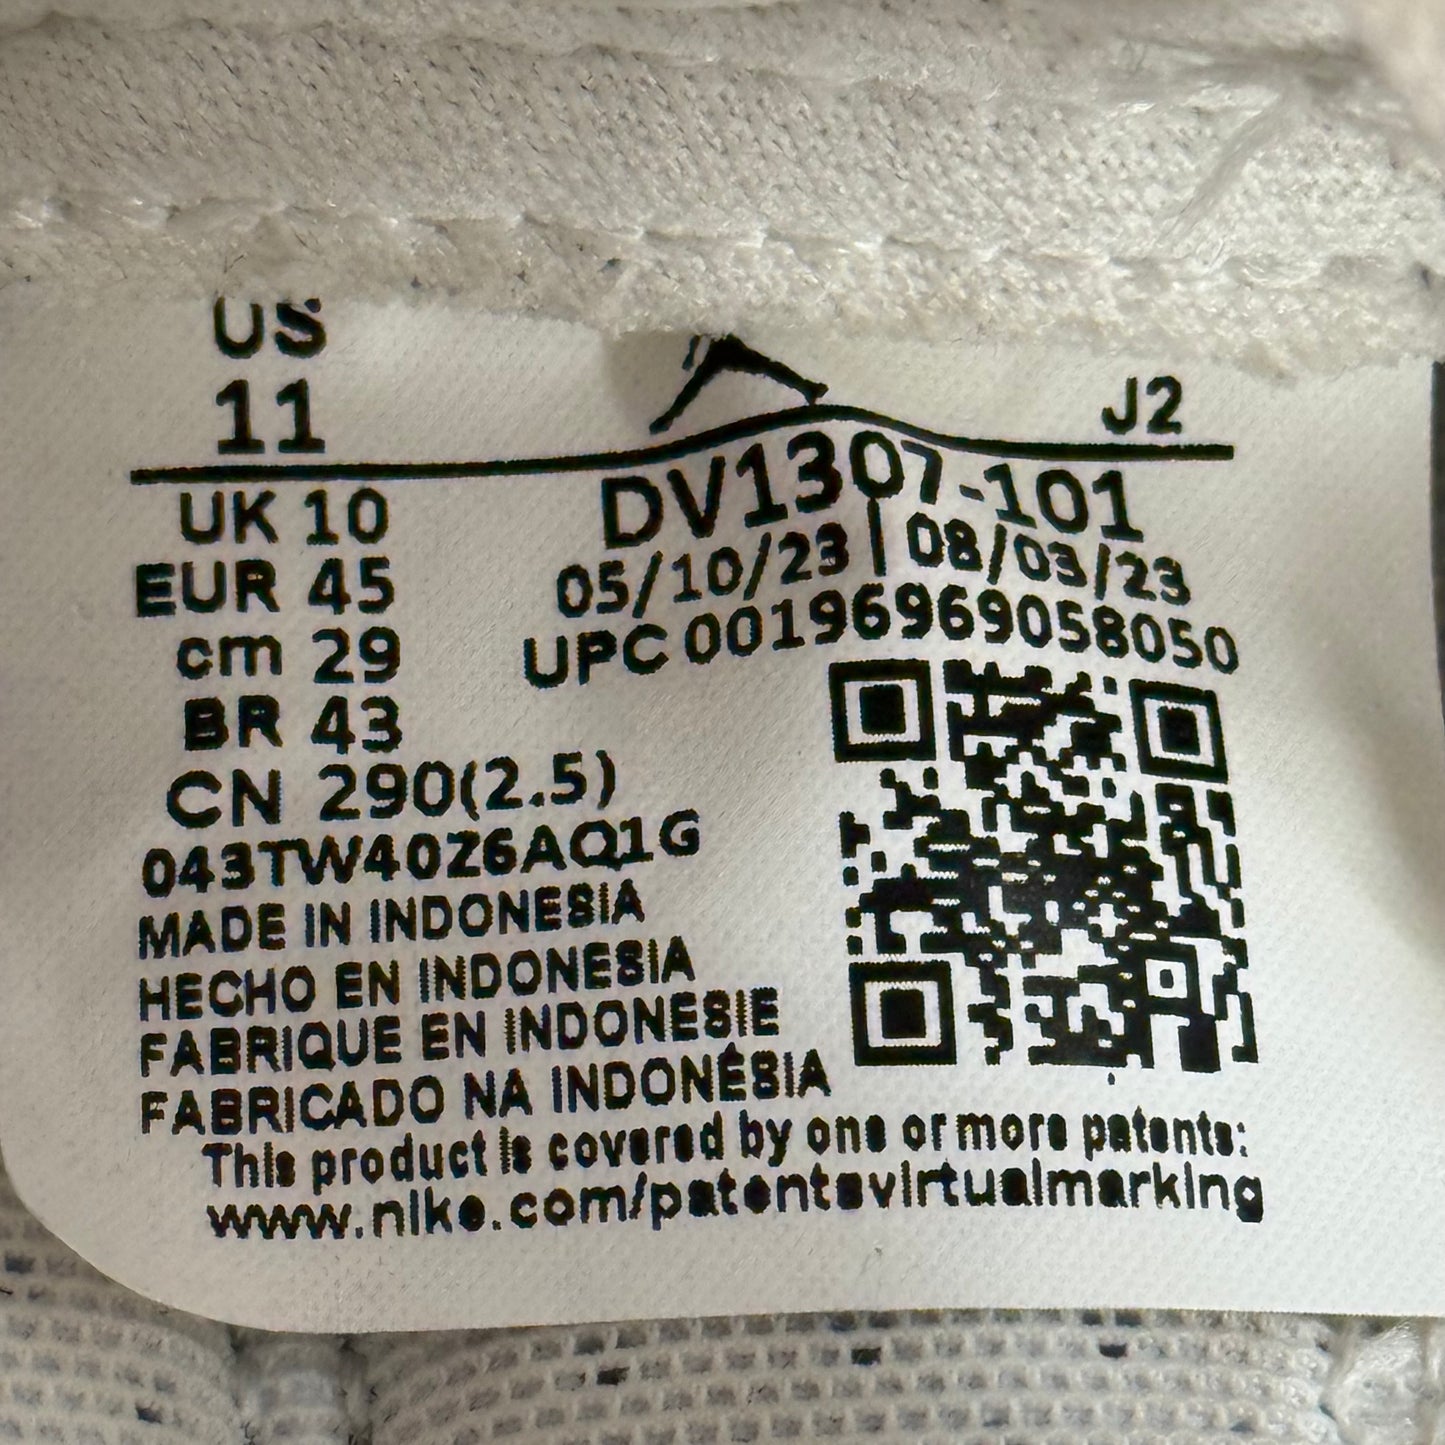 US
11
J2
UK 10
EUR 45
cm 29
BR 43
CN 290(2.5)
DV1307-101
05/10/23 | 08/03/23
UPC 00196969058050
043TW40Z6AQ1G
MADE IN INDONESIA
HECHO EN INDONESIA
FABRIQUE EN INDONESIE
FABRICADO NA INDONÉSIA
This product is covered by one or more patents:
www.nike.com/patentsvirtualmarking